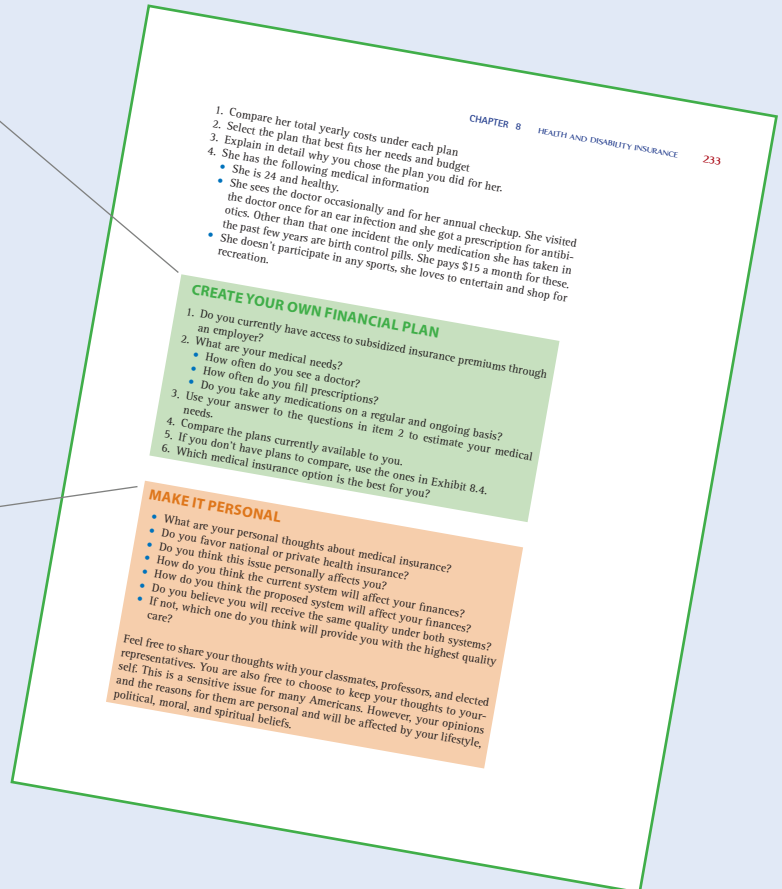 CHAPTER 8 HEALTH AND DISABILITY INSURANCE 233
1. Compare her total yearly costs under each plan
2. Select the plan that best fits her needs and budget
3. Explain in detail why you chose the plan you did for her.
4. She has the following medical information
• She is 24 and healthy.
• She sees the doctor occasionally and for her annual checkup. She visited
the doctor once for an ear infection and she got a prescription for antibi-
otics. Other than that one incident the only medication she has taken in
the past few years are birth control pills. She pays $15 a month for these.
• She doesn't participate in any sports, she loves to entertain and shop for
recreation.
CREATE YOUR OWN FINANCIAL PLAN
1. Do you currently have access to subsidized insurance premiums through
an employer?
2. What are your medical needs?
• How often do you see a doctor?
• How often do you fill prescriptions?
• Do you take any medications on a regular and ongoing basis?
3. Use your answer to the questions in item 2 to estimate your medical
needs.
4. Compare the plans currently available to you.
5. If you don't have plans to compare, use the ones in Exhibit 8.4.
6. Which medical insurance option is the best for you?
MAKE IT PERSONAL
• What are your personal thoughts about medical insurance?
• Do you favor national or private health insurance?
• Do you think this issue personally affects you?
• How do you think the current system will affect your finances?
• How do you think the proposed system will affect your finances?
• Do you believe you will receive the same quality under both systems?
• If not, which one do you think will provide you with the highest quality
care?
Feel free to share your thoughts with your classmates, professors, and elected
representatives. You are also free to choose to keep your thoughts to your-
self. This is a sensitive issue for many Americans. However, your opinions
and the reasons for them are personal and will be affected by your lifestyle,
political, moral, and spiritual beliefs.